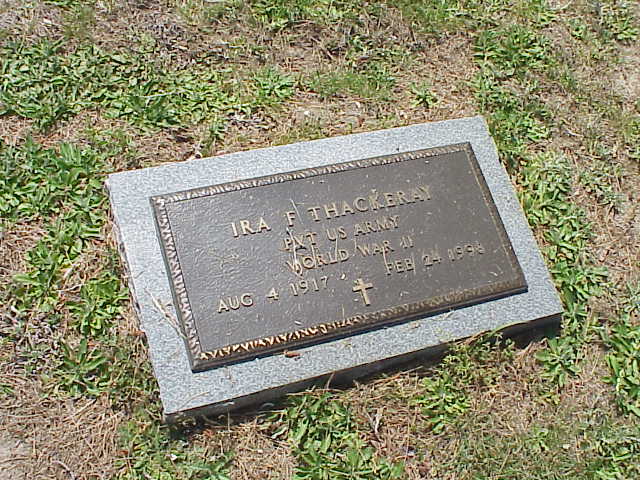 IRA F THACKERAY
PVT US ARMY
WORLD WAR II
AUG 4 1917 FEB 24 1998